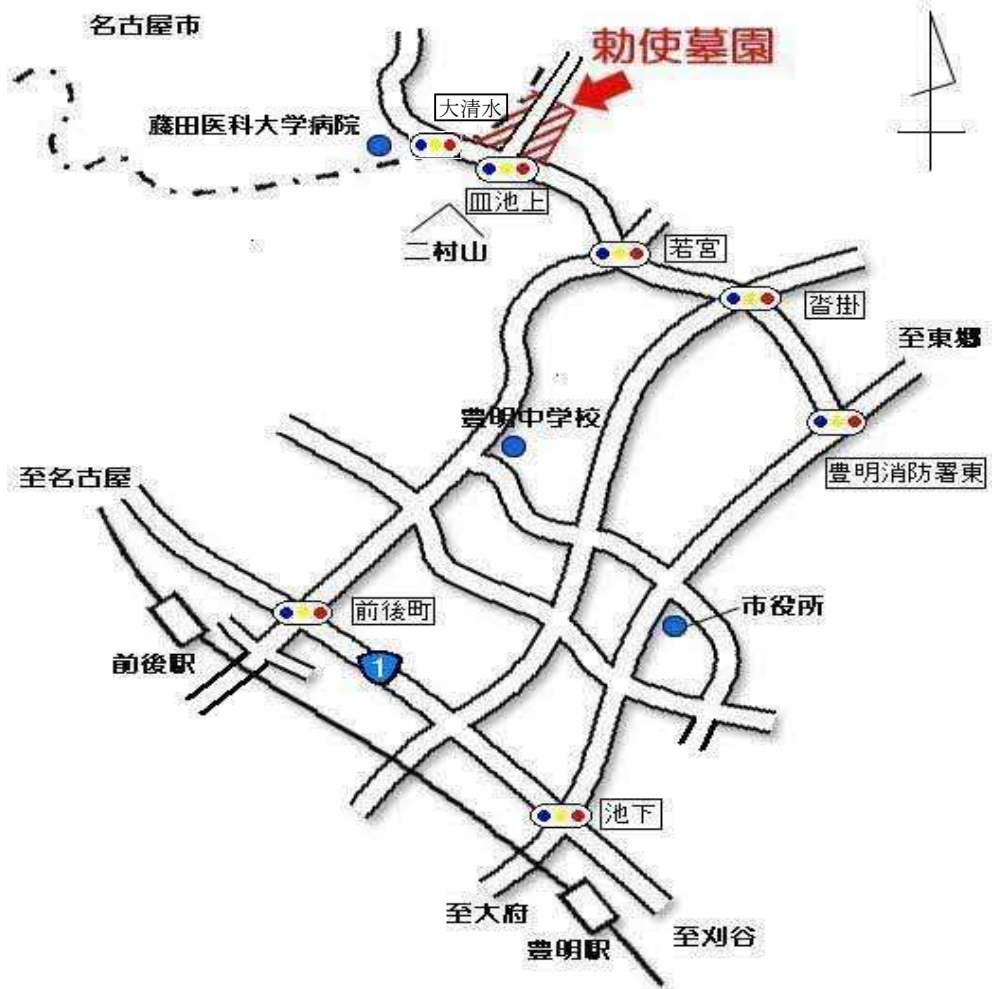 名古屋市
勅使墓園
大清水
藤田医科大学病院
皿池上
二村山
若宮
沓掛
至東郷
豊明中学校
至名古屋
豊明消防署東
前後町
市役所
前後駅
1
池下
至大府
豊明駅
至刈谷